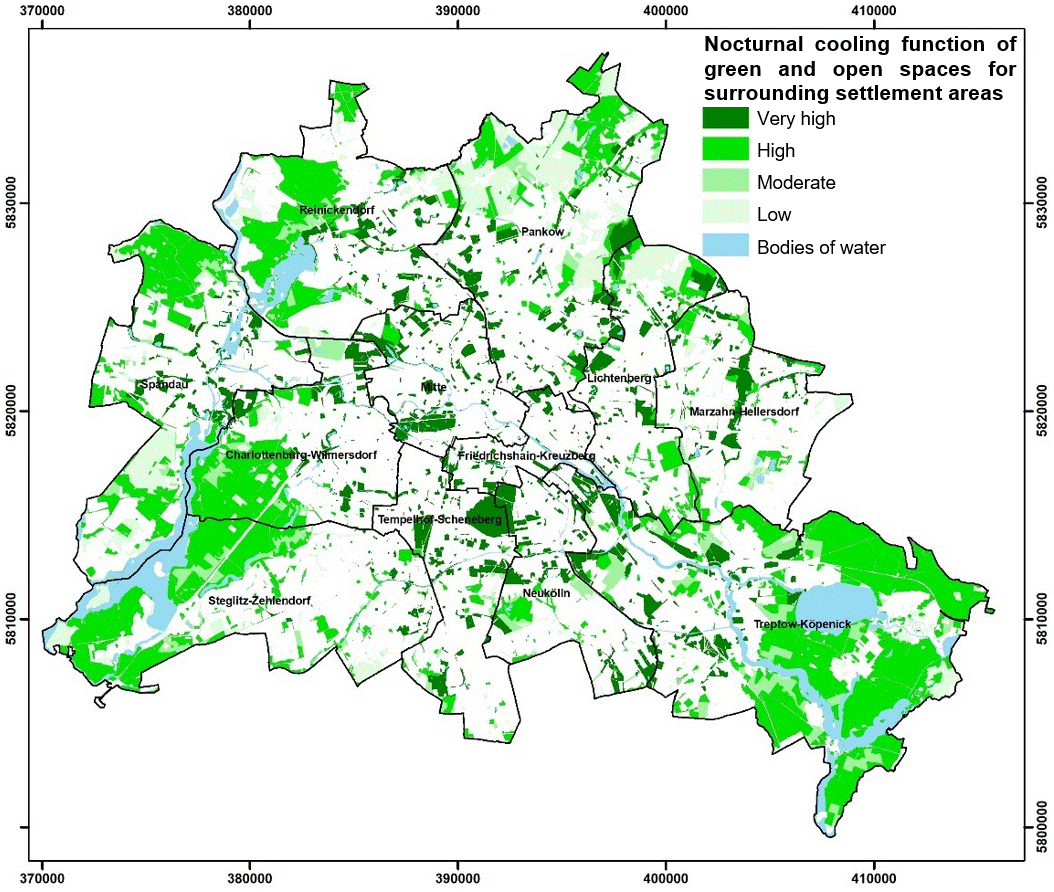 370000 380000 390000 400000 410000
Nocturnal cooling function of
green and open spaces for
surrounding settlement areas
Very high
High
Moderate
Low
Bodies of water
5830000 5830000
Reinickendorf
Pankow
Spandau
Mitte
Lichtenberg
Marzahn-Hellersdorf
5820000 5820000
Charlottenburg-Wilmersdorf
Friedrichshain-Kreuzberg
Tempelhof-Scheneberg
Neukölln
Steglitz-Zehlendorf
Treptow-Köpenick
5810000 5810000
5800000
370000 380000 390000 400000 410000